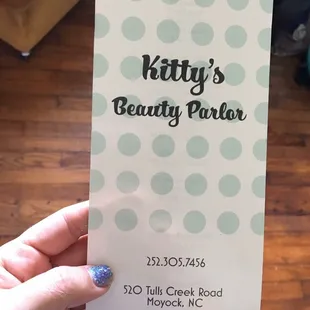 Kitty's
Beauty Parlor
252.305.7456
520 Tulls Creek Road
Moyock, NC